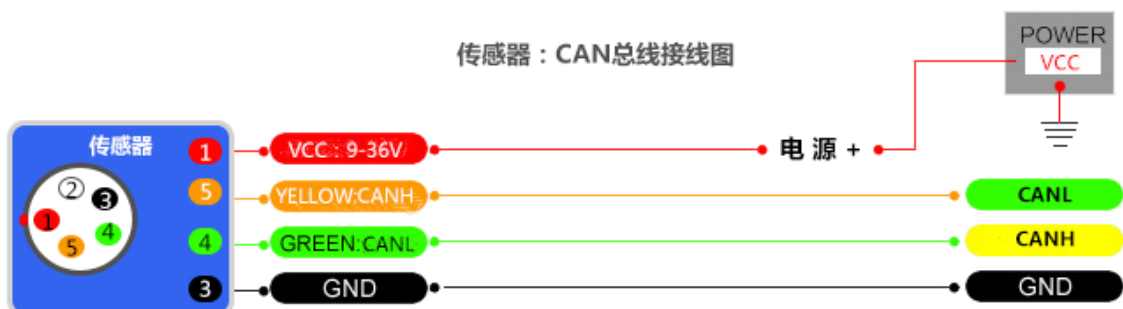 POWER
VCC
传感器：CAN总线接线图
传感器
1 VCC：9-36V 电源+
5 YELLOW:CANH CANL
4 GREEN:CANL CANH
3 GND GND
2
3
1
4
5